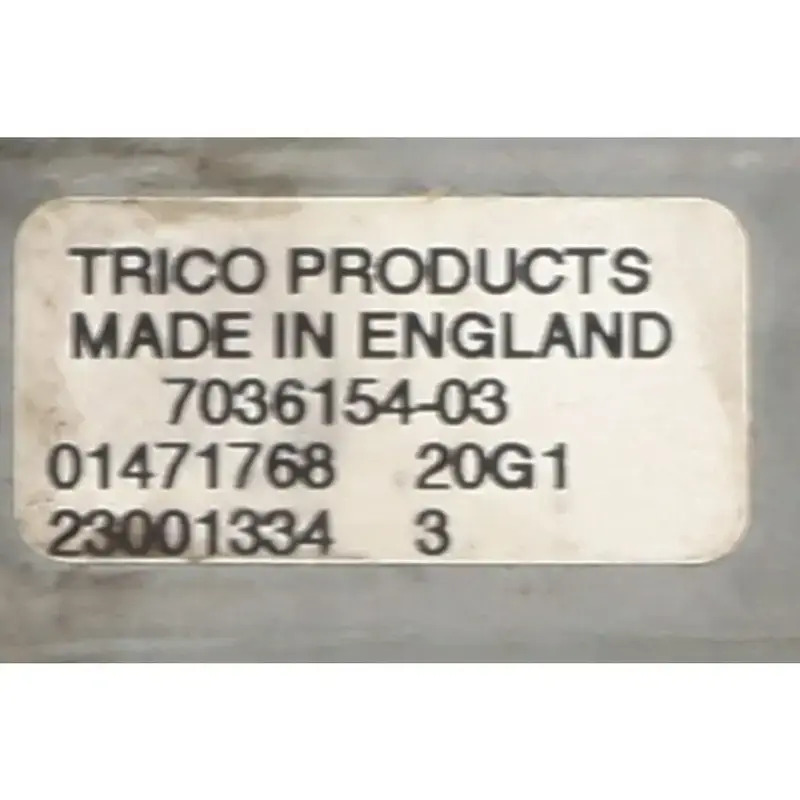 TRICO PRODUCTS
MADE IN ENGLAND
7036154-03
01471768 20G1
23001334 3